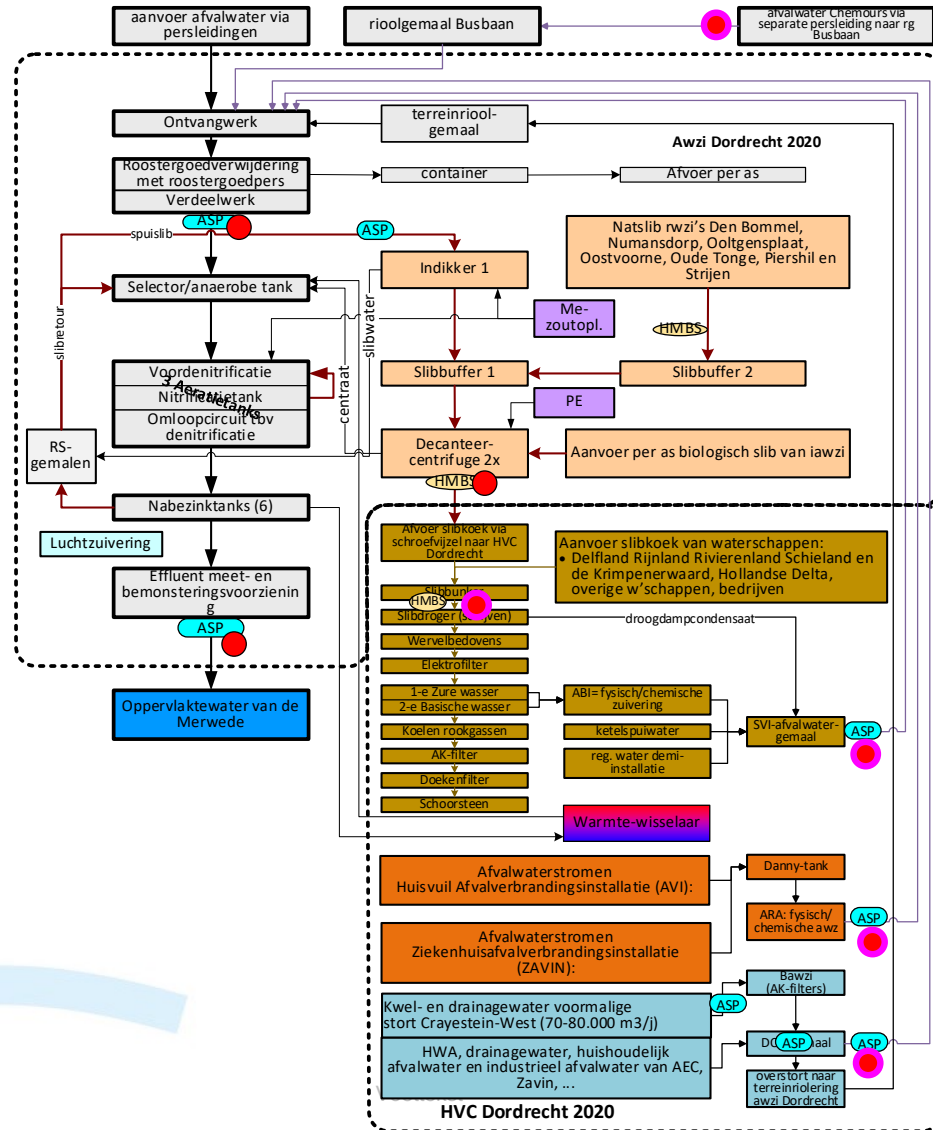 aanvoer afvalwater via
persleidingen
rioolgemaal Busbaan
afvalwater Chemours via
separate persleiding naar rg
Busbaan
Ontvangwerk
terreinriool-
gemaal
Awzi Dordrecht 2020
Roostergoedverwijdering
met roostergoedpers
Verdeelwerk
container
Afvoer per as
ASP
spuislib
ASP
Natslib rwzi's Den Bommel,
Numansdorp, Ooltgensplaat,
Oostvoorne, Oude Tonge, Piershil en
Strijen
Indikker 1
Selector/anaerobe tank
slibretour
slibwater
Me-
zoutopl.
HMBS
centraat
Voordenitrificatie
Nitrificatietank
3 Aeratietanks
Omloopcircuit tbv
denitrificatie
Slibbuffer 1
Slibbuffer 2
PE
RS-
gemalen
Decanteer-
centrifuge 2x
Aanvoer per as biologisch slib van iawzi
HMBS
Nabezinktanks (6)
Luchtzuivering
Afvoer slibkoek via
schroefvijzel naar HVC
Dordrecht
Aanvoer slibkoek van waterschappen:
• Delfland Rijnland Rivierenland Schieland en
de Krimpenerwaard, Hollandse Delta,
overige w'schappen, bedrijven
Effluent meet- en
bemonsteringsvoorzienin
g
ASP
Slibbunker
HMBS
Slibdroger (schijven)
droogdampcondensaat
Wervelbedovens
Elektrofilter
Oppervlaktewater van de
Merwede
1-e Zure wasser
2-e Basische wasser
ABI= fysisch/chemische
zuivering
Koelen rookgassen
ketelspuiwater
SVI-afvalwater-
gemaal
ASP
AK-filter
reg. water demi-
installatie
Doekenfilter
Schoorsteen
Warmte-wisselaar
Afvalwaterstromen
Huisvuil Afvalverbrandingsinstallatie (AVI):
Danny-tank
ARA: fysisch/
chemische awz
ASP
Afvalwaterstromen
Ziekenhuisafvalverbrandingsinstallatie
(ZAVIN):
Bawzi
(AK-filters)
Kwel- en drainagewater voormalige
stort Crayestein-West (70-80.000 m3/j)
ASP
HWA, drainagewater, huishoudelijk
afvalwater en industrieel afvalwater van AEC,
Zavin, ...
ASP
ASP
overstort naar
terreinriolering
awzi Dordrecht
HVC Dordrecht 2020